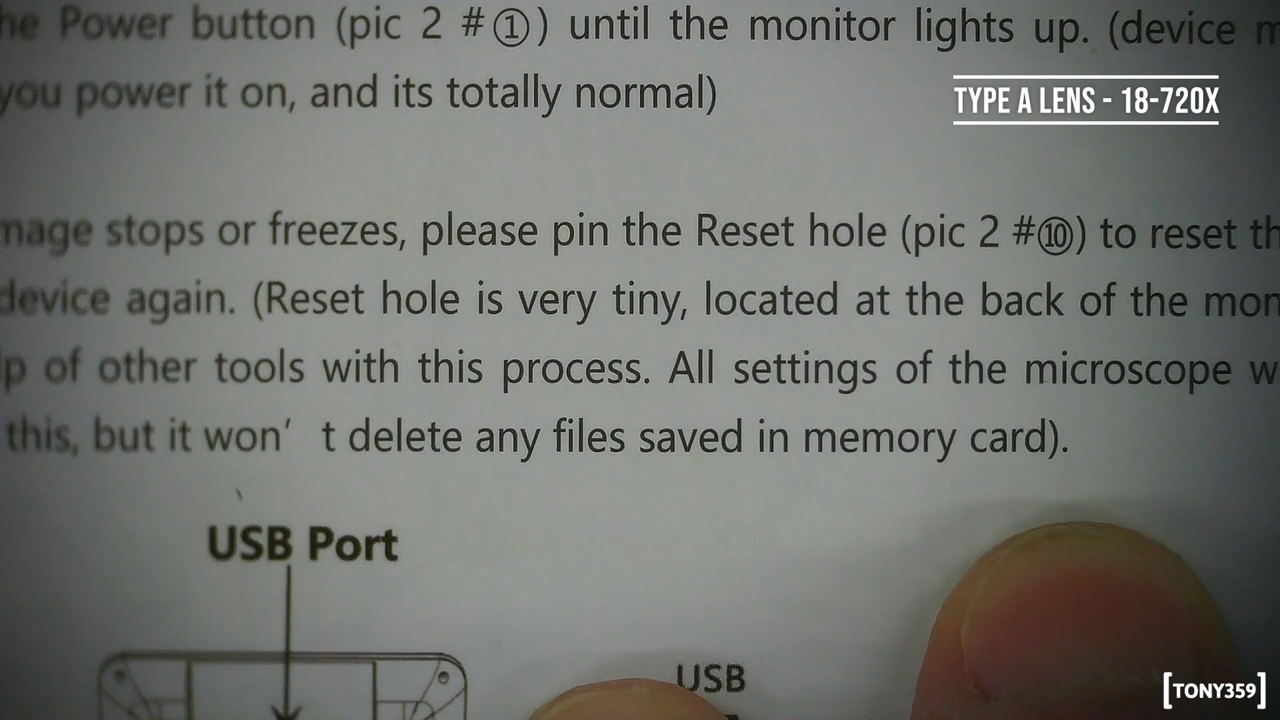 he Power button (pic 2 #①) until the monitor lights up. (device m
you power it on, and its totally normal)
TYPE A LENS - 18-720X
mage stops or freezes, please pin the Reset hole (pic 2 #⑩) to reset th
device again. (Reset hole is very tiny, located at the back of the mon
lp of other tools with this process. All settings of the microscope w
this, but it won' t delete any files saved in memory card).
USB Port
USB
[TONY359]